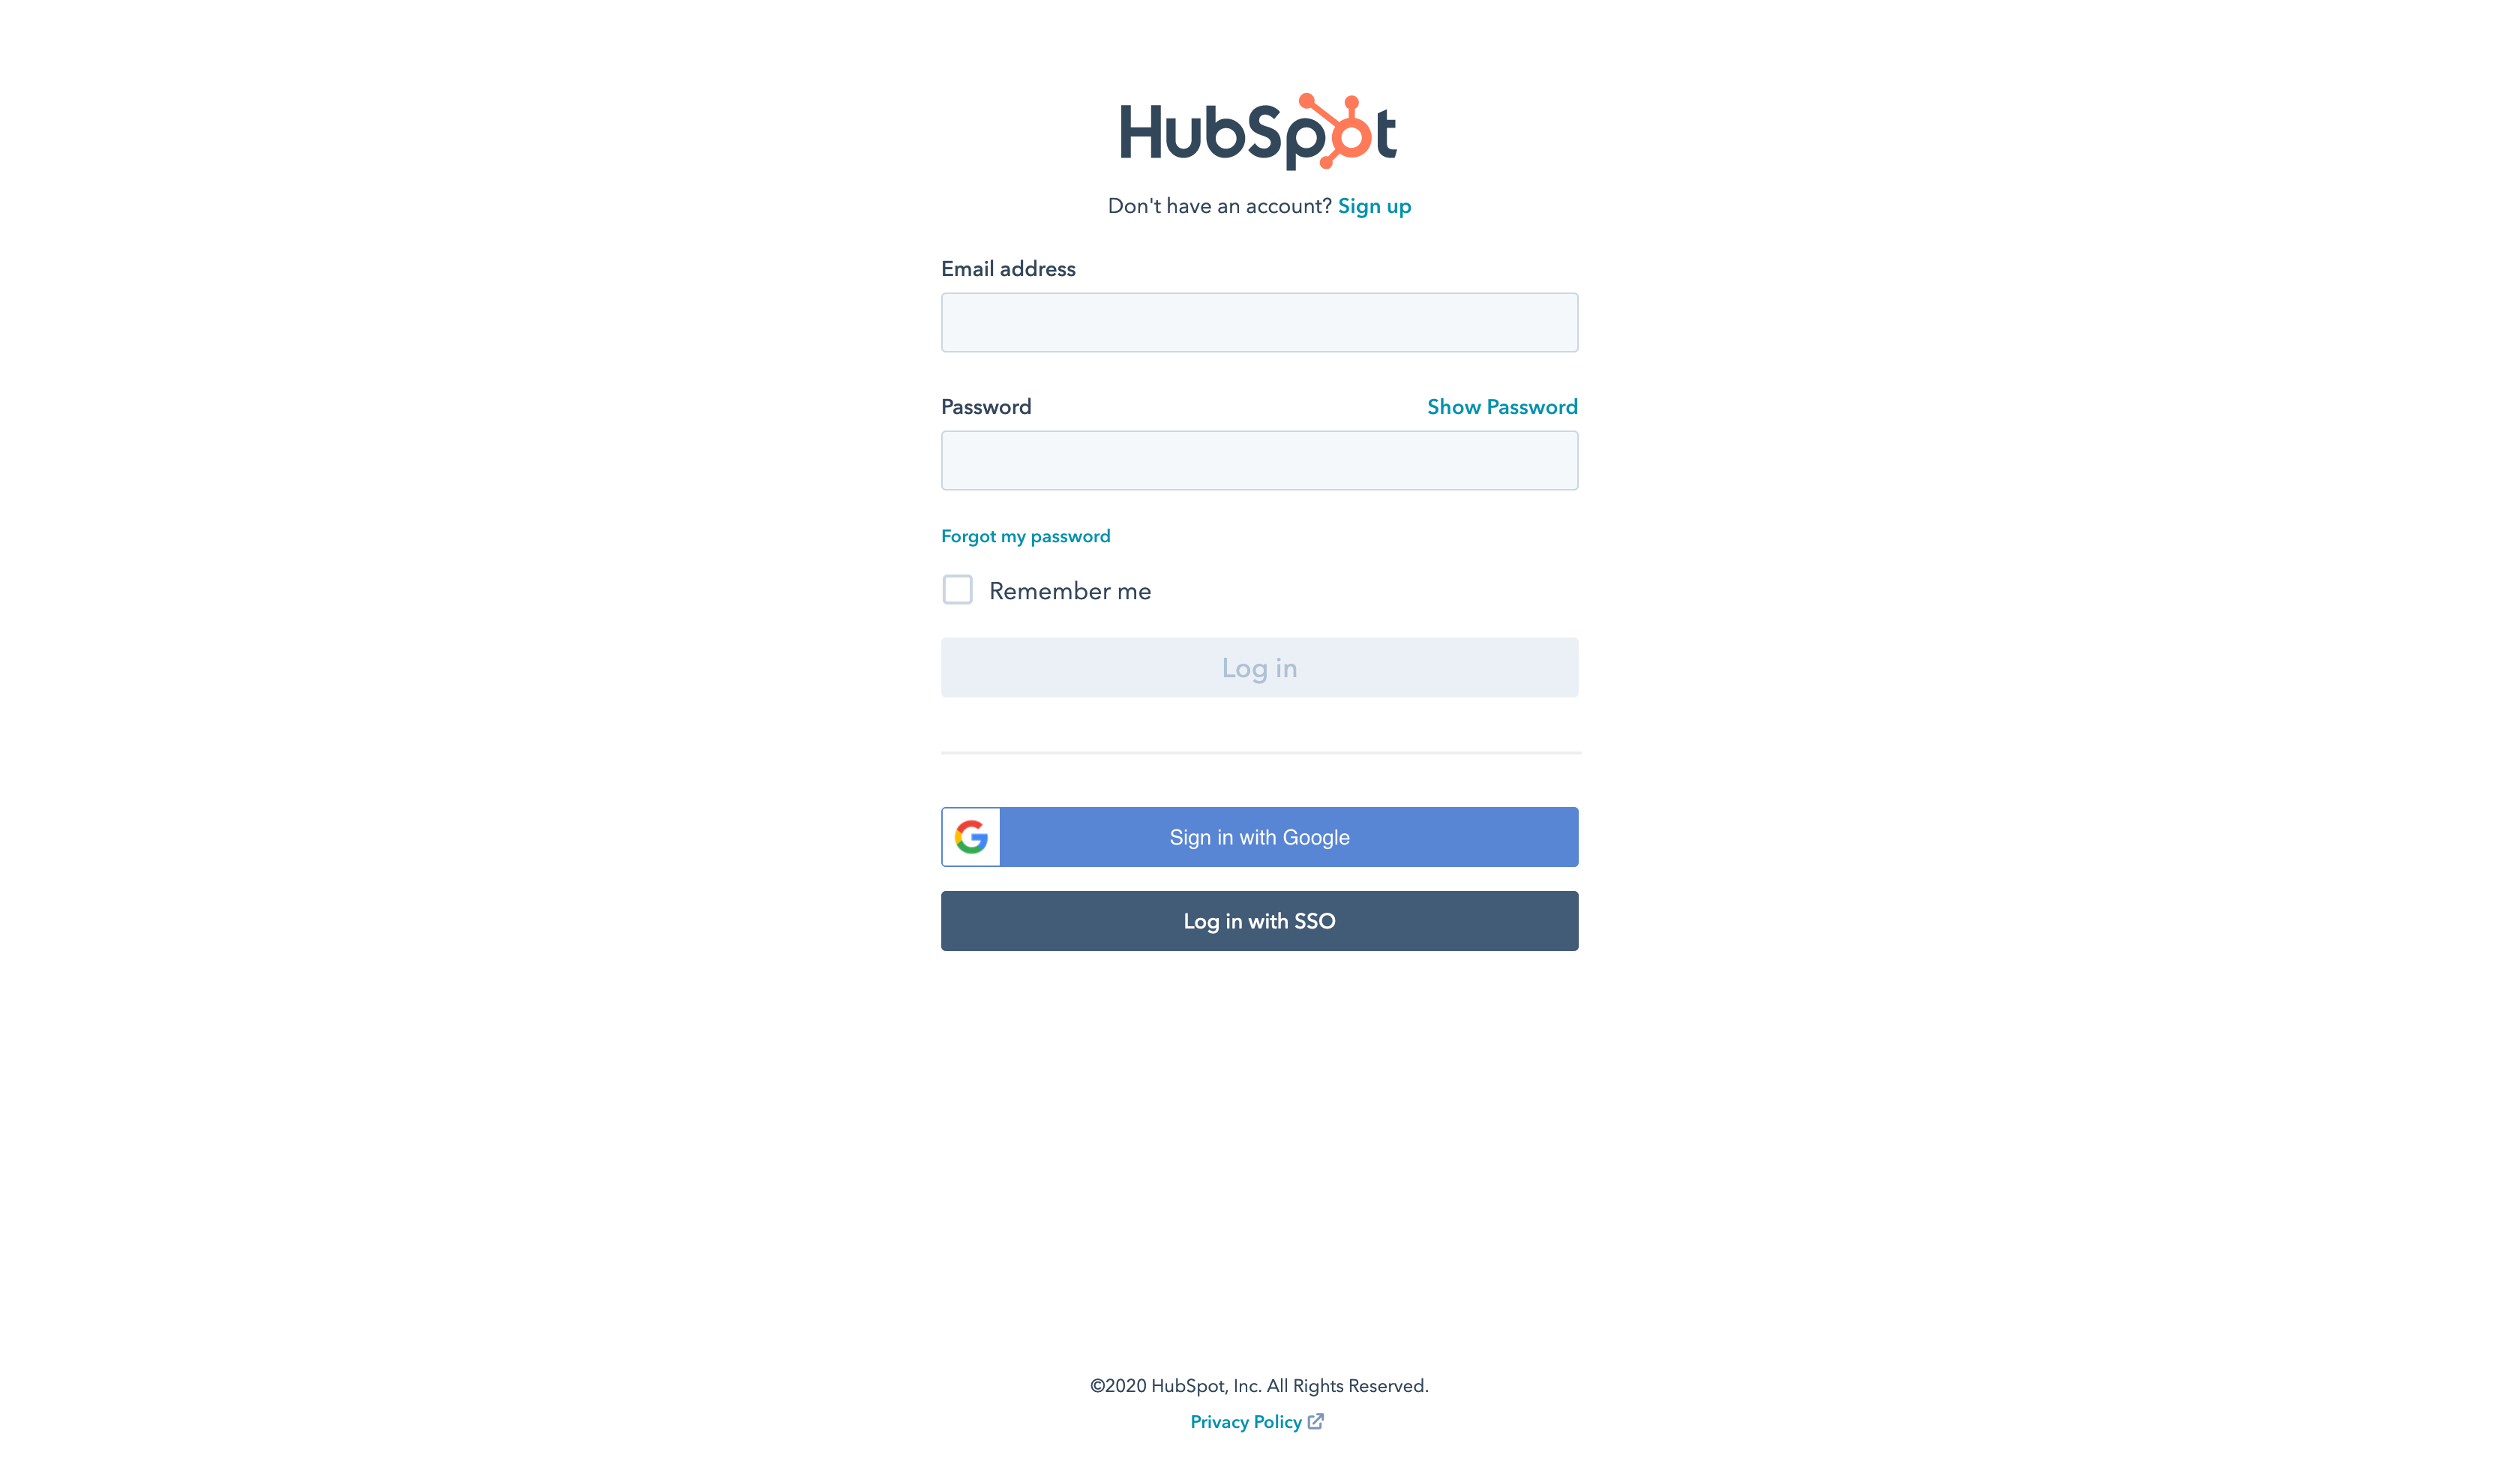 HubSpot
Don't have an account? Sign up
Email address
Password Show Password
Forgot my password
Remember me
Log in
Sign in with Google
Log in with SSO
©2020 HubSpot, Inc. All Rights Reserved.
Privacy Policy